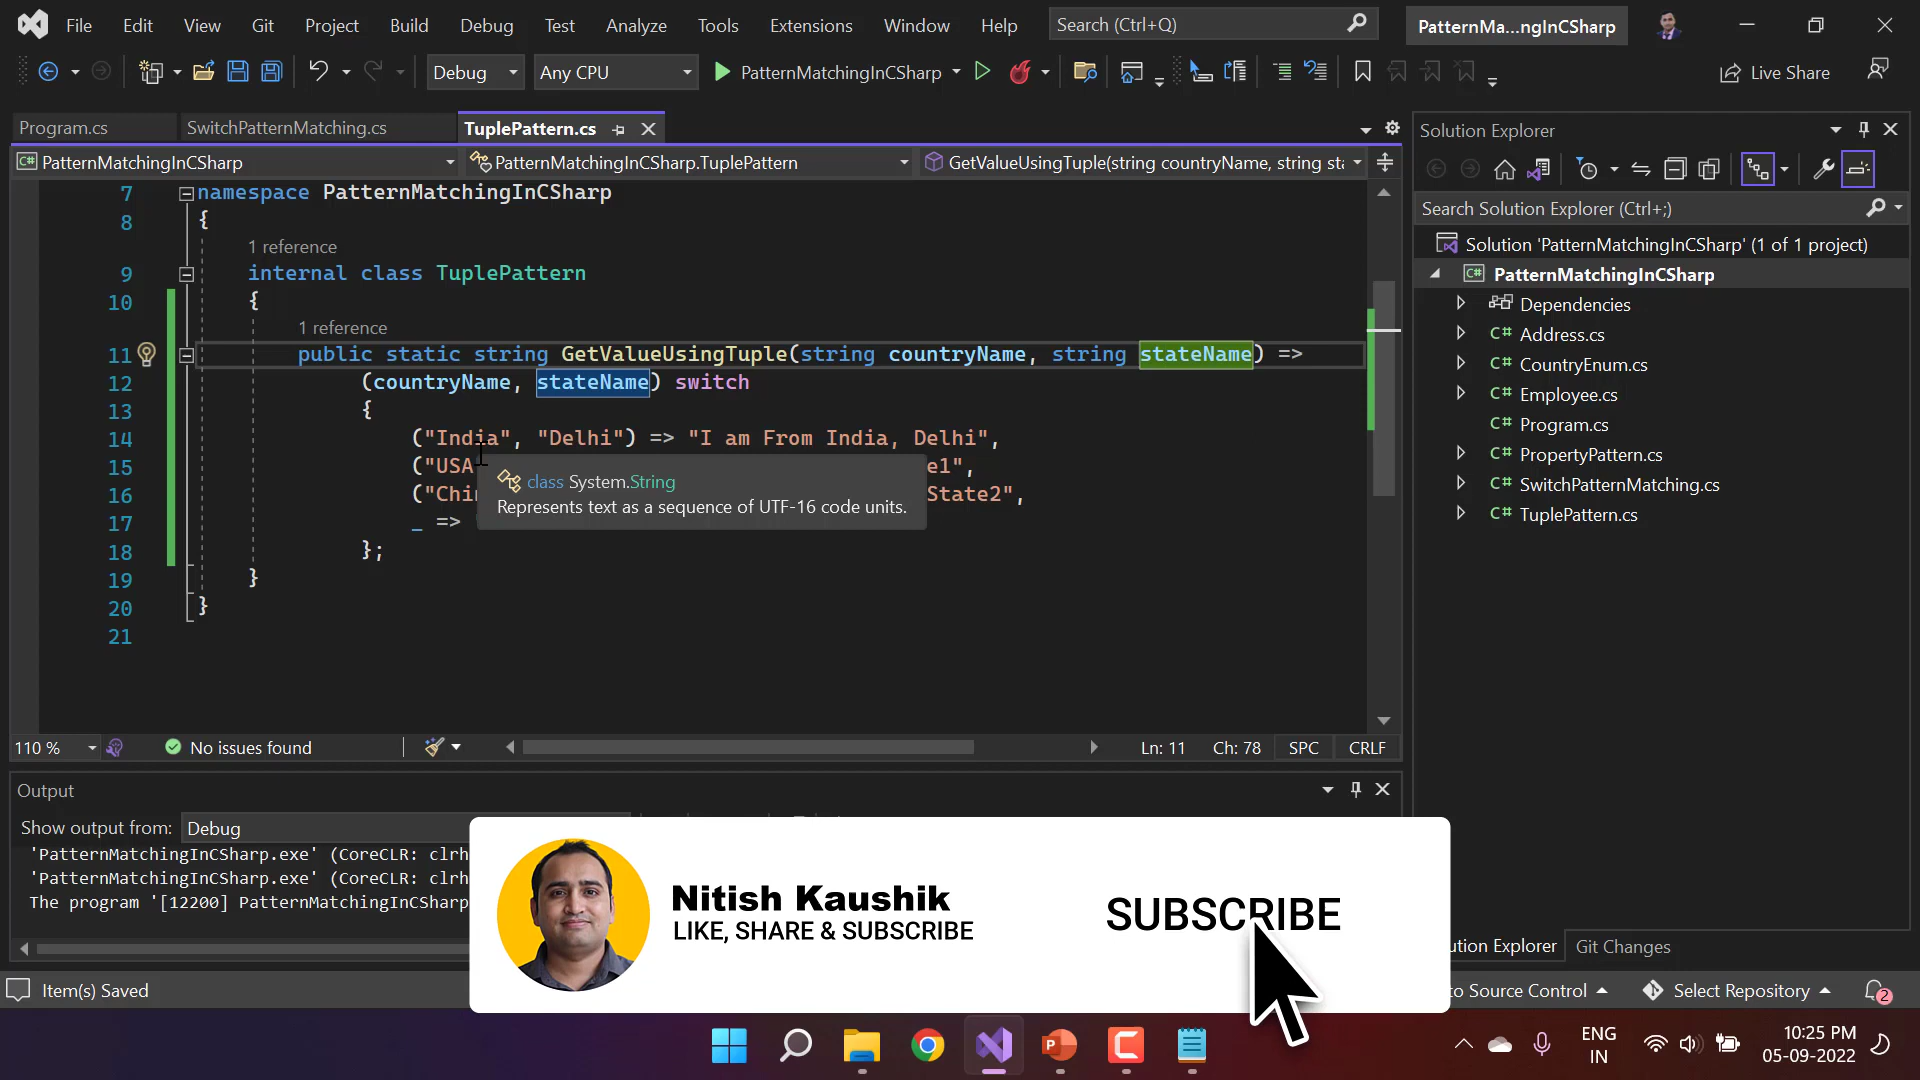 File Edit View Git Project Build Debug Test Analyze Tools Extensions Window Help Search (Ctrl+Q) PatternMa...ngInCSharp
Debug Any CPU PatternMatchingInCSharp Live Share
Program.cs SwitchPatternMatching.cs TuplePattern.cs
PatternMatchingInCSharp PatternMatchingInCSharp.TuplePattern GetValueUsingTuple(string countryName, string sta
7 namespace PatternMatchingInCSharp
8 {
1 reference
9 internal class TuplePattern
10 {
1 reference
11 public static string GetValueUsingTuple(string countryName, string stateName) =>
12 (countryName, stateName) switch
13 {
14 ("India", "Delhi") => "I am From India, Delhi",
15 ("USA e1",
16 ("Chin State2",
17 _ =>
18 };
19 }
20 }
21
class System.String
Represents text as a sequence of UTF-16 code units.
110 % No issues found Ln: 11 Ch: 78 SPC CRLF
Output
Show output from: Debug
'PatternMatchingInCSharp.exe' (CoreCLR: clrh
'PatternMatchingInCSharp.exe' (CoreCLR: clrh
The program '[12200] PatternMatchingInCSharp
Solution Explorer
Search Solution Explorer (Ctrl+;)
Solution 'PatternMatchingInCSharp' (1 of 1 project)
C# PatternMatchingInCSharp
Dependencies
C# Address.cs
C# CountryEnum.cs
C# Employee.cs
C# Program.cs
C# PropertyPattern.cs
C# SwitchPatternMatching.cs
C# TuplePattern.cs
ution Explorer Git Changes
Nitish Kaushik
LIKE, SHARE & SUBSCRIBE
SUBSCRIBE
Item(s) Saved to Source Control Select Repository 2
ENG
IN
10:25 PM
05-09-2022